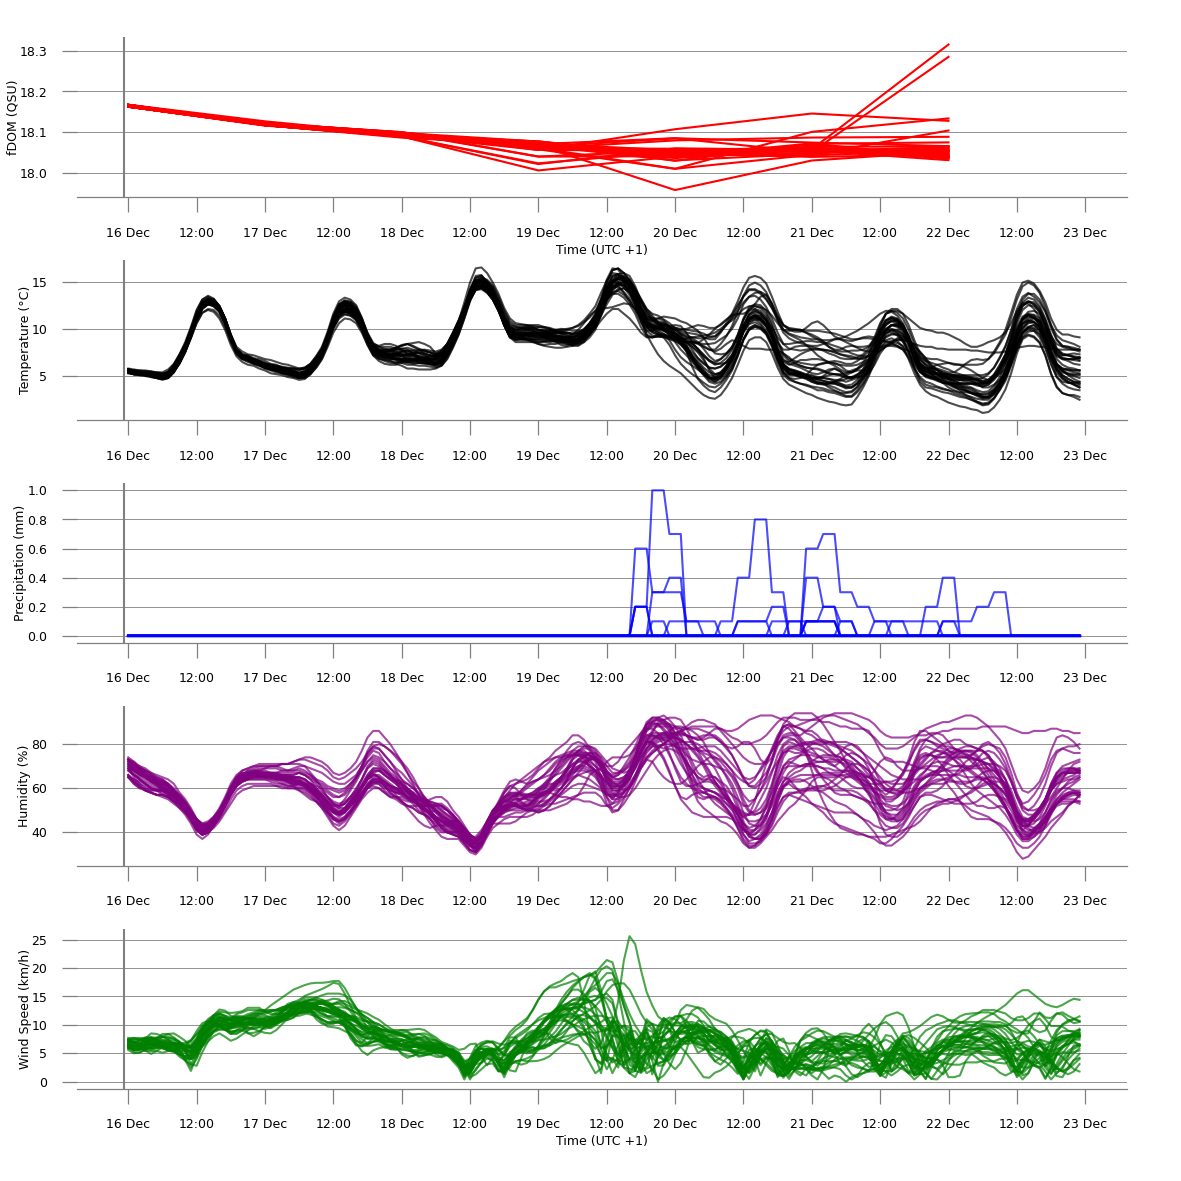 18.3
18.2
18.1
18.0
fDOM (QSU)
16 Dec 12:00 17 Dec 12:00 18 Dec 12:00 19 Dec 12:00 20 Dec 12:00 21 Dec 12:00 22 Dec 12:00 23 Dec
Time (UTC +1)
15
10
5
Temperature (°C)
16 Dec 12:00 17 Dec 12:00 18 Dec 12:00 19 Dec 12:00 20 Dec 12:00 21 Dec 12:00 22 Dec 12:00 23 Dec
1.0
0.8
0.6
0.4
0.2
0.0
Precipitation (mm)
16 Dec 12:00 17 Dec 12:00 18 Dec 12:00 19 Dec 12:00 20 Dec 12:00 21 Dec 12:00 22 Dec 12:00 23 Dec
80
60
40
Humidity (%)
16 Dec 12:00 17 Dec 12:00 18 Dec 12:00 19 Dec 12:00 20 Dec 12:00 21 Dec 12:00 22 Dec 12:00 23 Dec
25
20
15
10
5
0
Wind Speed (km/h)
16 Dec 12:00 17 Dec 12:00 18 Dec 12:00 19 Dec 12:00 20 Dec 12:00 21 Dec 12:00 22 Dec 12:00 23 Dec
Time (UTC +1)